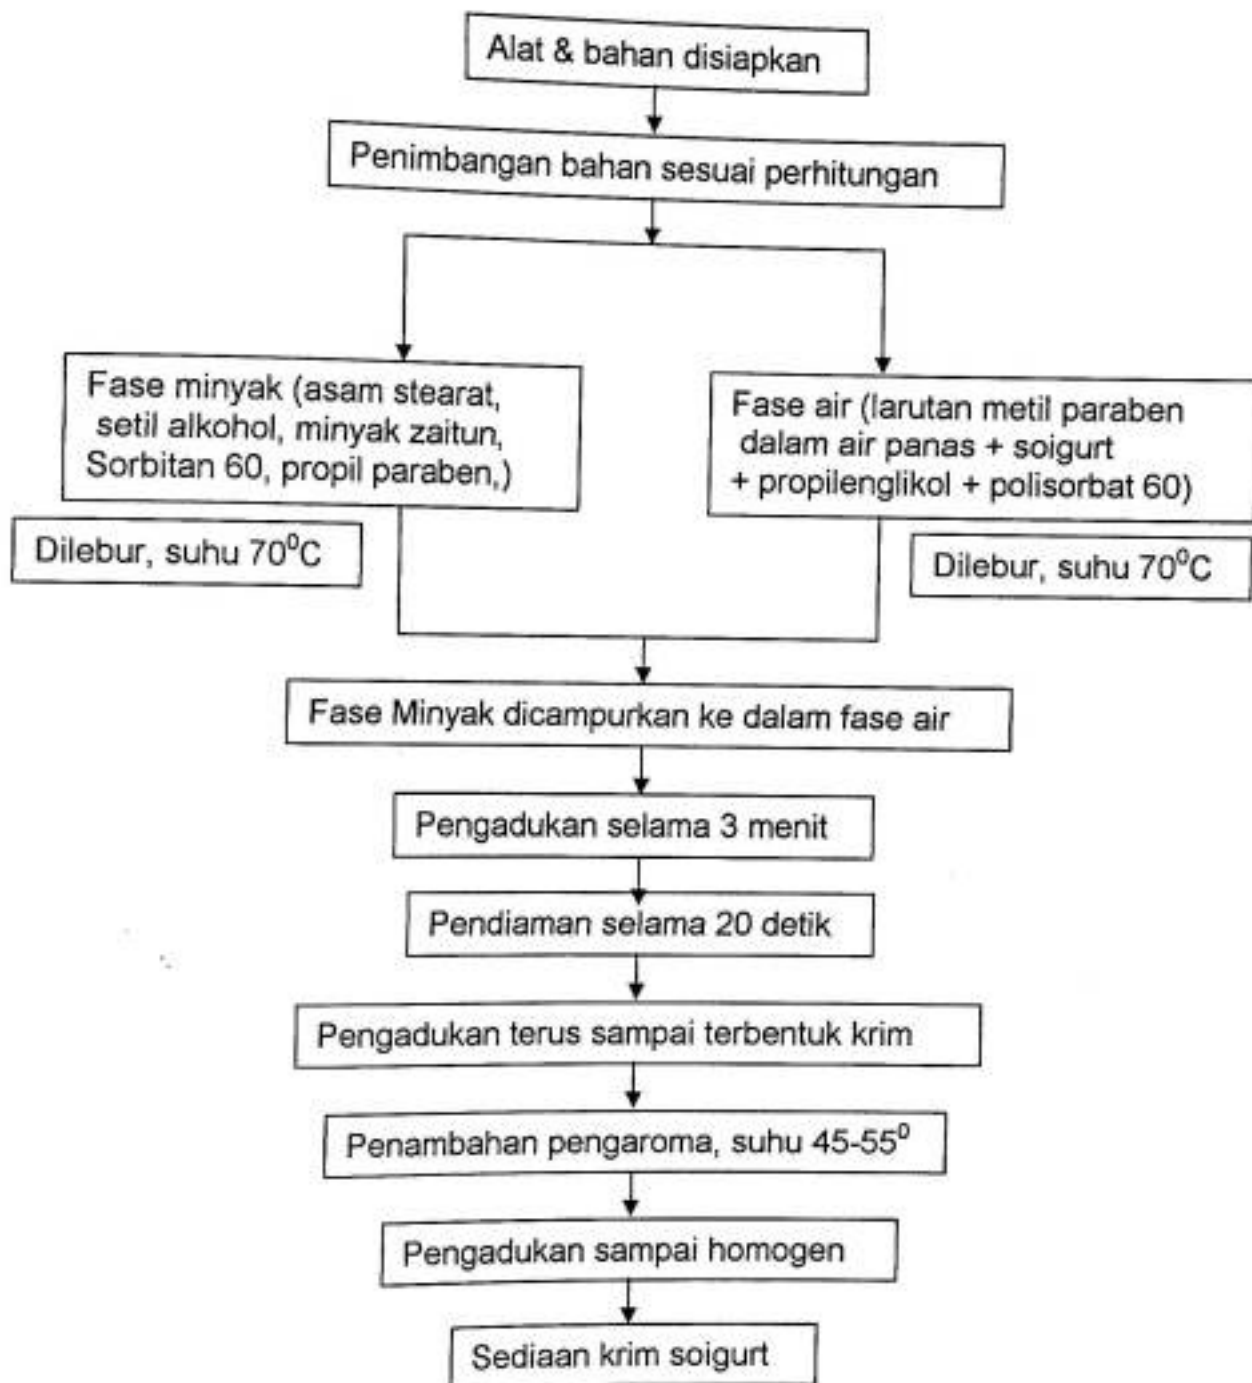 Alat & bahan disiapkan
Penimbangan bahan sesuai perhitungan
Fase minyak (asam stearat,
setil alkohol, minyak zaitun,
Sorbitan 60, propil paraben,)
Dilebur, suhu 70⁰C
Fase air (larutan metil paraben
dalam air panas + soigurt
+ propilenglikol + polisorbat 60)
Dilebur, suhu 70⁰C
Fase Minyak dicampurkan ke dalam fase air
Pengadukan selama 3 menit
Pendiaman selama 20 detik
Pengadukan terus sampai terbentuk krim
Penambahan pengaroma, suhu 45-55⁰
Pengadukan sampai homogen
Sediaan krim soigurt